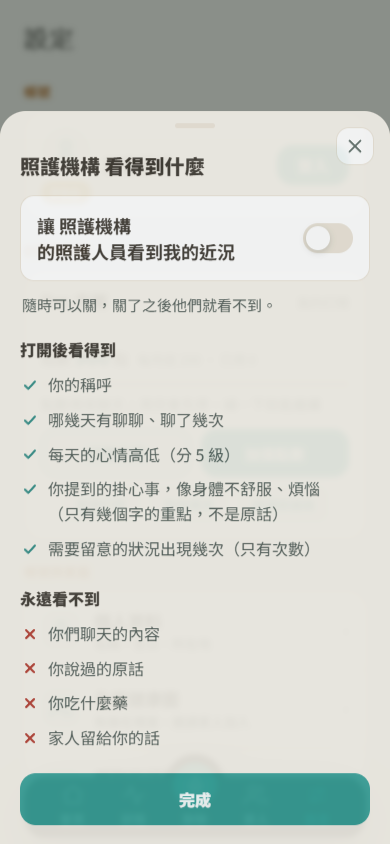 設定
照護機構 看得到什麼
讓 照護機構
的照護人員看到我的近況
隨時可以關，關了之後他們就看不到。
打開後看得到
你的稱呼
哪幾天有聊聊、聊了幾次
每天的心情高低（分 5 級）
你提到的掛心事，像身體不舒服、煩惱
（只有幾個字的重點，不是原話）
需要留意的狀況出現幾次（只有次數）
永遠看不到
你們聊天的內容
你說過的原話
你吃什麼藥
家人留給你的話
完成